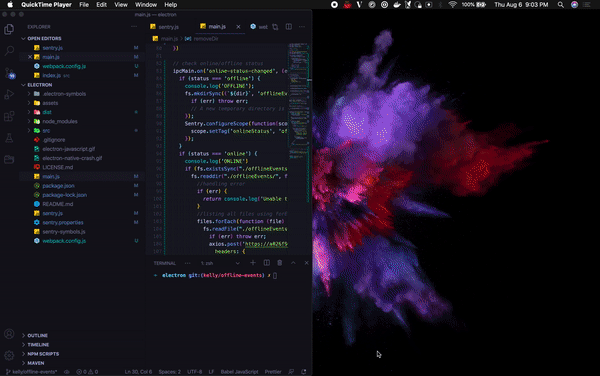 QuickTime Player File Edit View Window Help 100% Thu Aug 6 9:03 PM
main.js — electron
EXPLORER
OPEN EDITORS
sentry.js M
main.js M
webpack.config.js U
index.js src M
ELECTRON
.electron-symbols
assets
dist
node_modules
src
.gitignore
electron-javascript.gif
electron-native-crash.gif
LICENSE.md
main.js M
package.json M
package-lock.json M
README.md
sentry.js M
sentry.properties
sentry-symbols.js
webpack.config.js U
OUTLINE
TIMELINE
NPM SCRIPTS
MAVEN
sentry.js M main.js M
main.js > removeDir
})
// check online/offline status
ipcMain.on('online-status-changed',
if (status === 'offline') {
console.log('OFFLINE');
fs.mkdirSync(`${dir}`, 'offlineEv
if (err) throw err;
// A new temporary directory is
});
Sentry.configureScope(function(sco
scope.setTag('onlineStatus', 'of
});
}
if (status === 'online') {
console.log('ONLINE')
if (fs.existsSync("./offlineEvents
fs.readdir("./offlineEvents/",
//handling error
if (err) {
return console.log('Unable t
}
//listing all files using forE
files.forEach(function (file)
fs.readFile("./offlineEvents
if (err) throw err;
axios.post('https://a026f5
headers: {
TERMINAL ··· 1: zsh
→ electron git:(kelly/offline-events) ✗
kelly/offline-events* 0 0 Ln 30, Col 6 Spaces: 2 UTF-8 LF Babel JavaScript Prettier